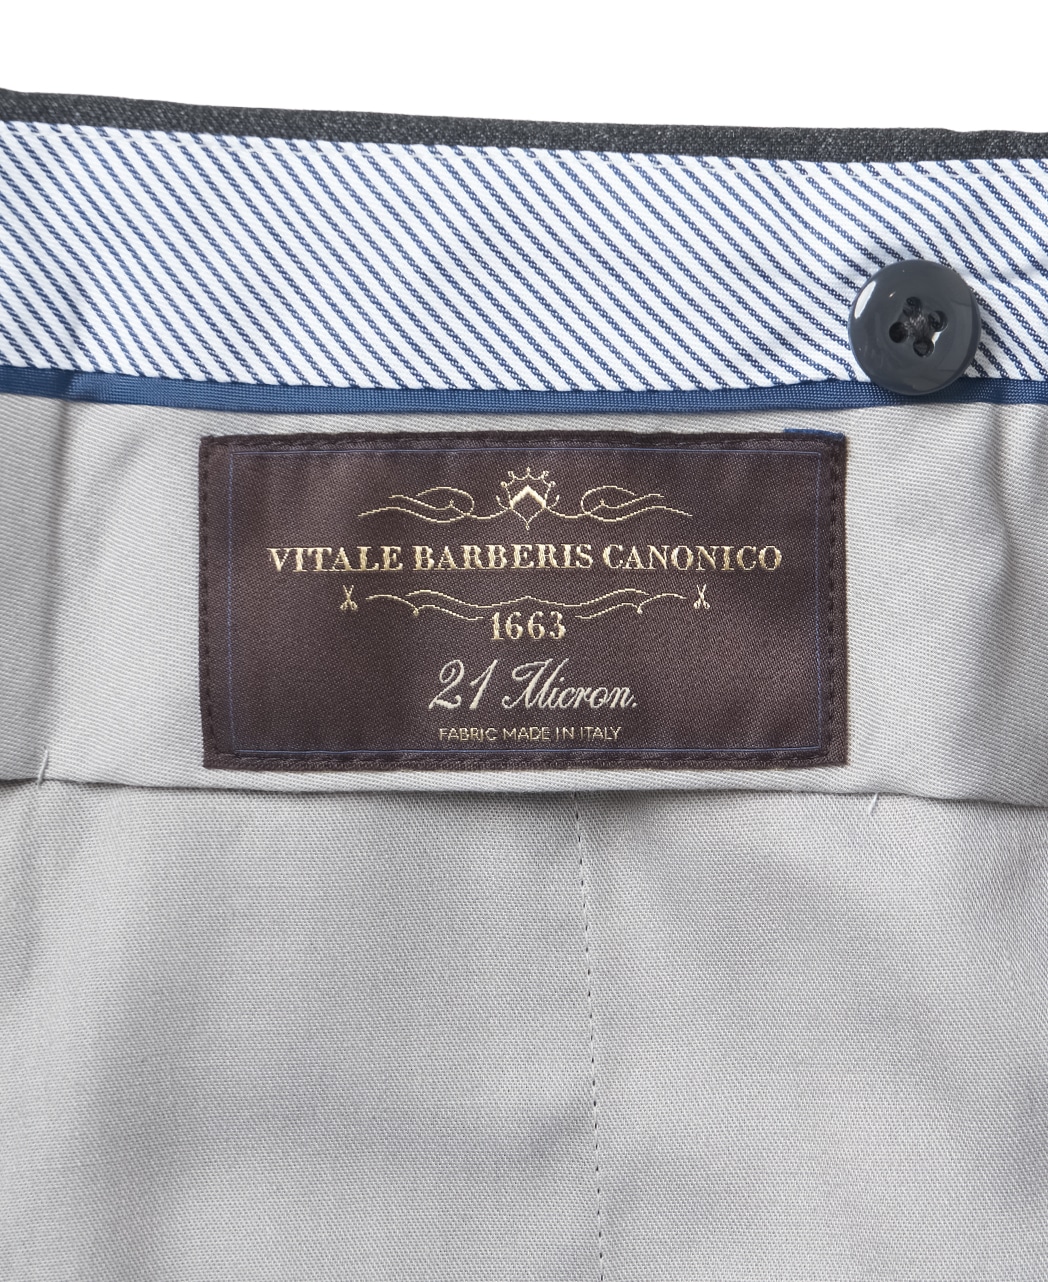 VITALE BARBERIS CANONICO
1663
21 Micron.
FABRIC MADE IN ITALY